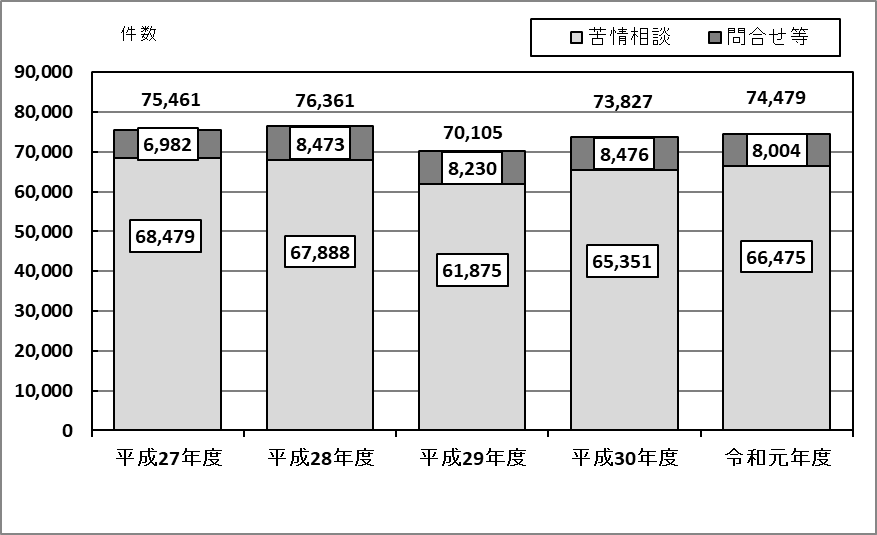 件数
苦情相談 問合せ等
90,000
80,000
70,000
60,000
50,000
40,000
30,000
20,000
10,000
0
75,461 76,361 70,105 73,827 74,479
6,982 8,473 8,230 8,476 8,004
68,479 67,888 61,875 65,351 66,475
平成27年度 平成28年度 平成29年度 平成30年度 令和元年度